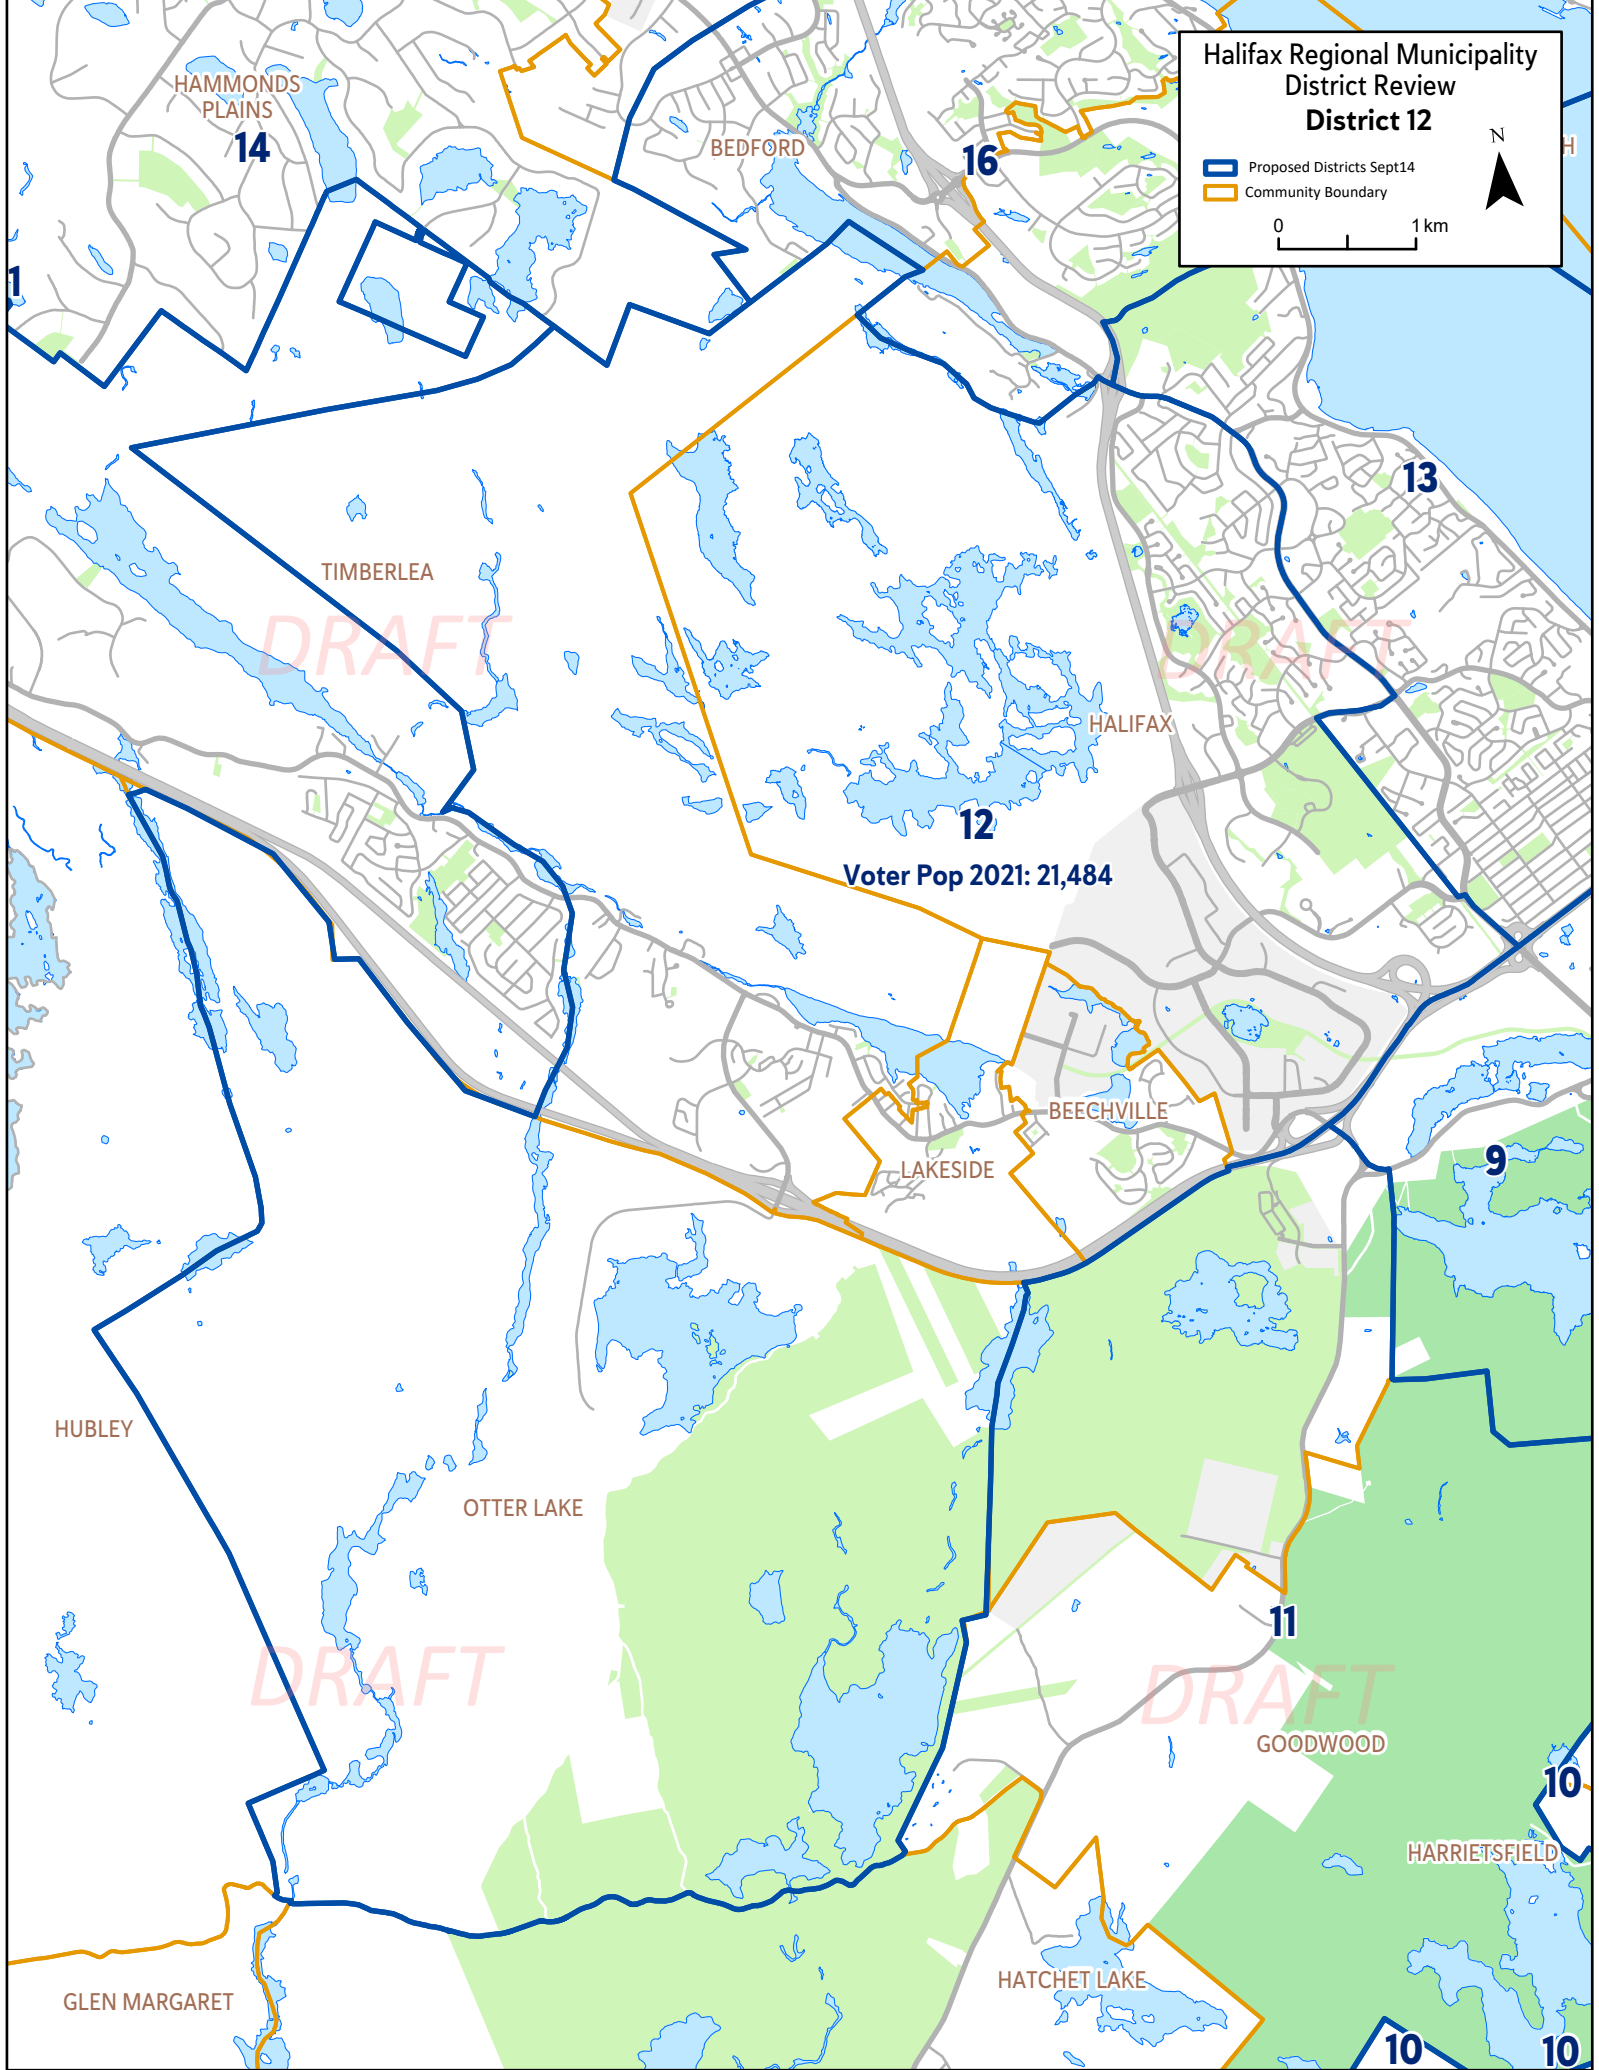 Halifax Regional Municipality
District Review
District 12
N
Proposed Districts Sept14
Community Boundary
0 1 km
H
HAMMONDS
PLAINS
14
BEDFORD
16
1
13
TIMBERLEA
DRAFT
DRAFT
HALIFAX
12
Voter Pop 2021: 21,484
BEECHVILLE
LAKESIDE
9
HUBLEY
OTTER LAKE
11
DRAFT
DRAFT
GOODWOOD
10
HARRIETSFIELD
HATCHET LAKE
GLEN MARGARET
10
10